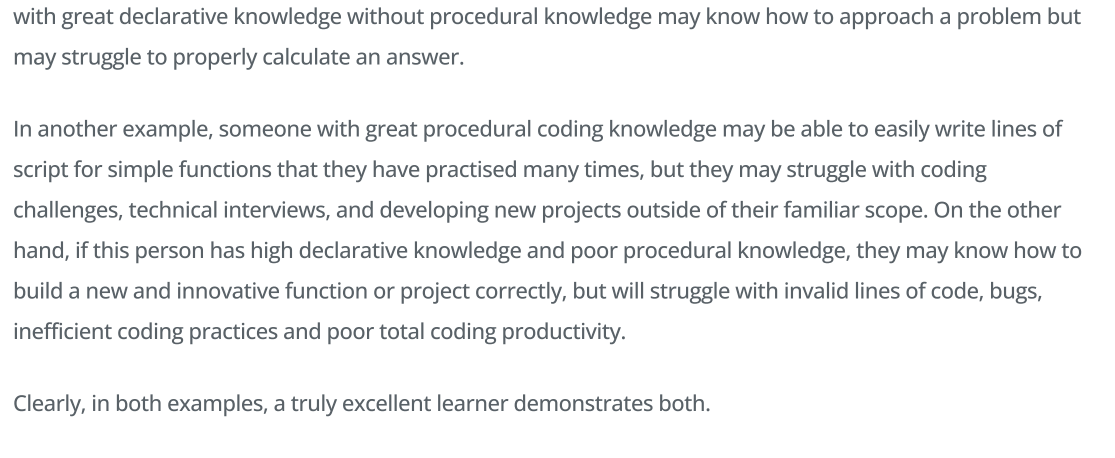 with great declarative knowledge without procedural knowledge may know how to approach a problem but
may struggle to properly calculate an answer.
In another example, someone with great procedural coding knowledge may be able to easily write lines of
script for simple functions that they have practised many times, but they may struggle with coding
challenges, technical interviews, and developing new projects outside of their familiar scope. On the other
hand, if this person has high declarative knowledge and poor procedural knowledge, they may know how to
build a new and innovative function or project correctly, but will struggle with invalid lines of code, bugs,
inefficient coding practices and poor total coding productivity.
Clearly, in both examples, a truly excellent learner demonstrates both.